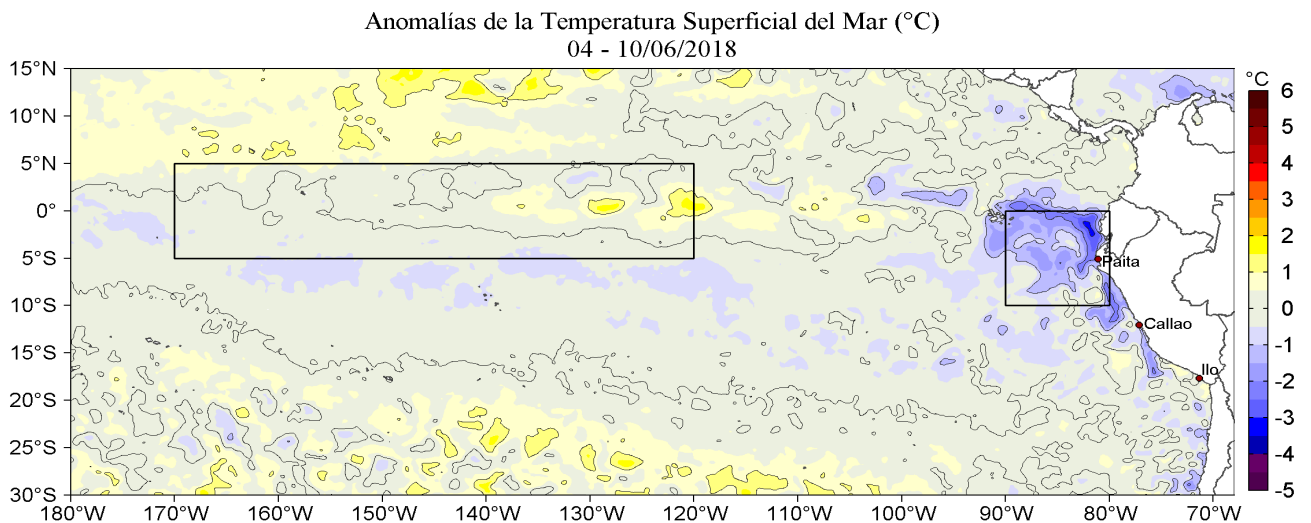 Anomalías de la Temperatura Superficial del Mar (°C)
04 - 10/06/2018
15°N
10°N
5°N
0°
5°S
10°S
15°S
20°S
25°S
30°S
180°W
170°W
160°W
150°W
140°W
130°W
120°W
110°W
100°W
90°W
80°W
70°W
Paita
Callao
Ilo
°C
6
5
4
3
2
1
0
-1
-2
-3
-4
-5